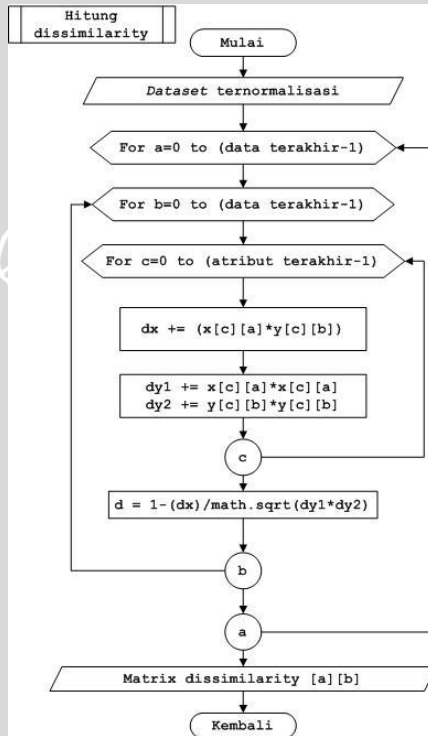 Hitung
dissimilarity
Mulai
Dataset ternormalisasi
For a=0 to (data terakhir-1)
For b=0 to (data terakhir-1)
For c=0 to (atribut terakhir-1)
dx += (x[c][a]*y[c][b])
dy1 += x[c][a]*x[c][a]
dy2 += y[c][b]*y[c][b]
c
d = 1-(dx)/math.sqrt(dy1*dy2)
b
a
Matrix dissimilarity [a][b]
Kembali